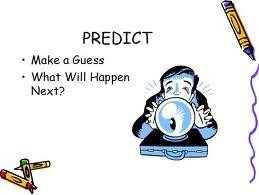 PREDICT
• Make a Guess
• What Will Happen
Next?